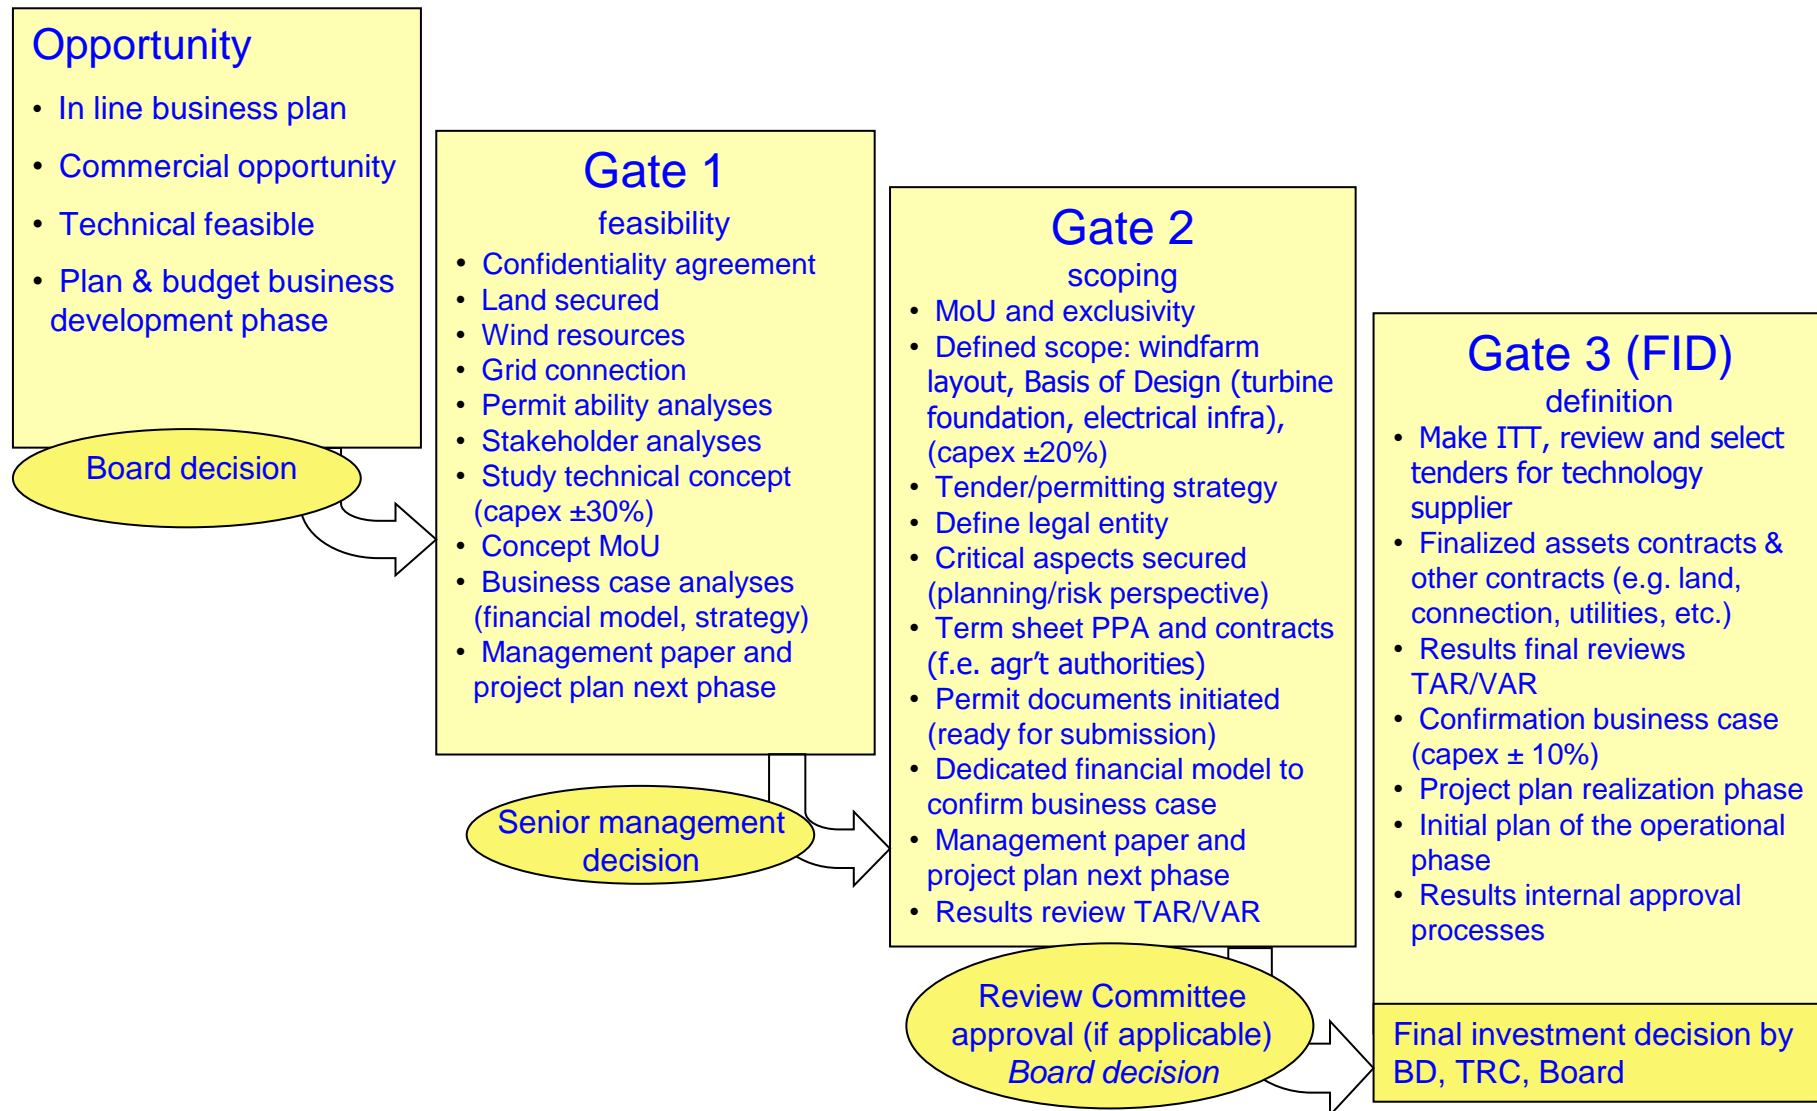 Opportunity
• In line business plan
• Commercial opportunity
• Technical feasible
• Plan & budget business
development phase
Board decision
Gate 1
feasibility
• Confidentiality agreement
• Land secured
• Wind resources
• Grid connection
• Permit ability analyses
• Stakeholder analyses
• Study technical concept
(capex ±30%)
• Concept MoU
• Business case analyses
(financial model, strategy)
• Management paper and
project plan next phase
Senior management
decision
Gate 2
scoping
• MoU and exclusivity
• Defined scope: windfarm
layout, Basis of Design (turbine
foundation, electrical infra),
(capex ±20%)
• Tender/permitting strategy
• Define legal entity
• Critical aspects secured
(planning/risk perspective)
• Term sheet PPA and contracts
(f.e. agr’t authorities)
• Permit documents initiated
(ready for submission)
• Dedicated financial model to
confirm business case
• Management paper and
project plan next phase
• Results review TAR/VAR
Review Committee
approval (if applicable)
Board decision
Gate 3 (FID)
definition
• Make ITT, review and select
tenders for technology
supplier
• Finalized assets contracts &
other contracts (e.g. land,
connection, utilities, etc.)
• Results final reviews
TAR/VAR
• Confirmation business case
(capex ± 10%)
• Project plan realization phase
• Initial plan of the operational
phase
• Results internal approval
processes
Final investment decision by
BD, TRC, Board